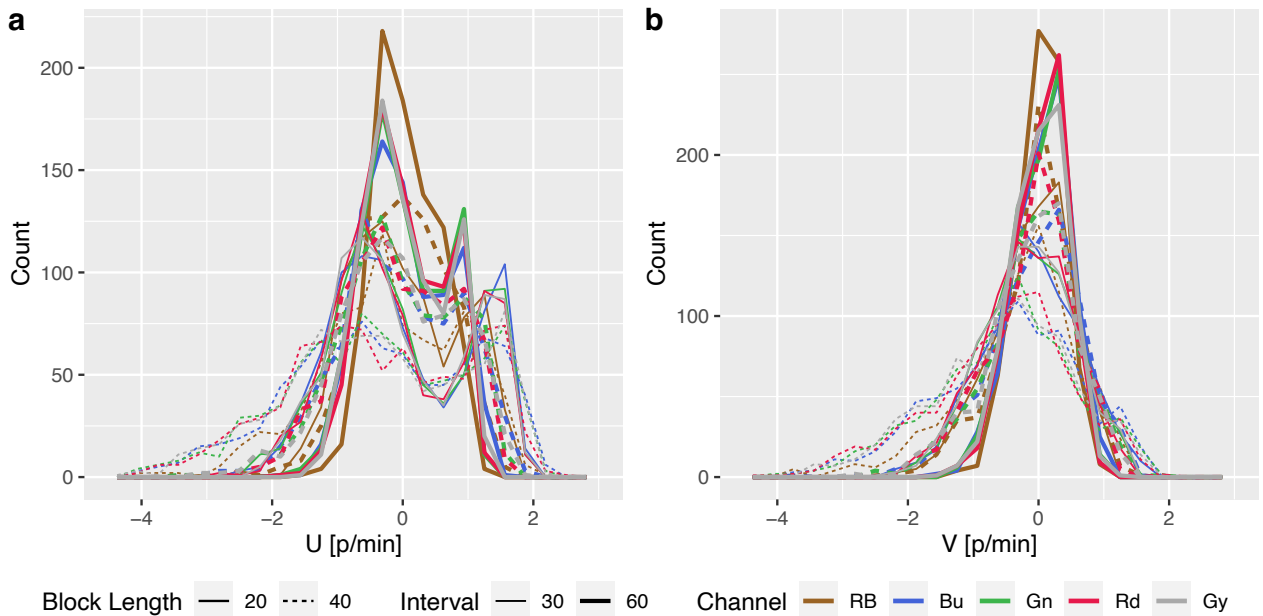 a
b
Count
200
150
100
50
0
−4
−2
0
2
U [p/min]
Count
200
100
0
−4
−2
0
2
V [p/min]
Block Length 20 40 Interval 30 60 Channel RB Bu Gn Rd Gy